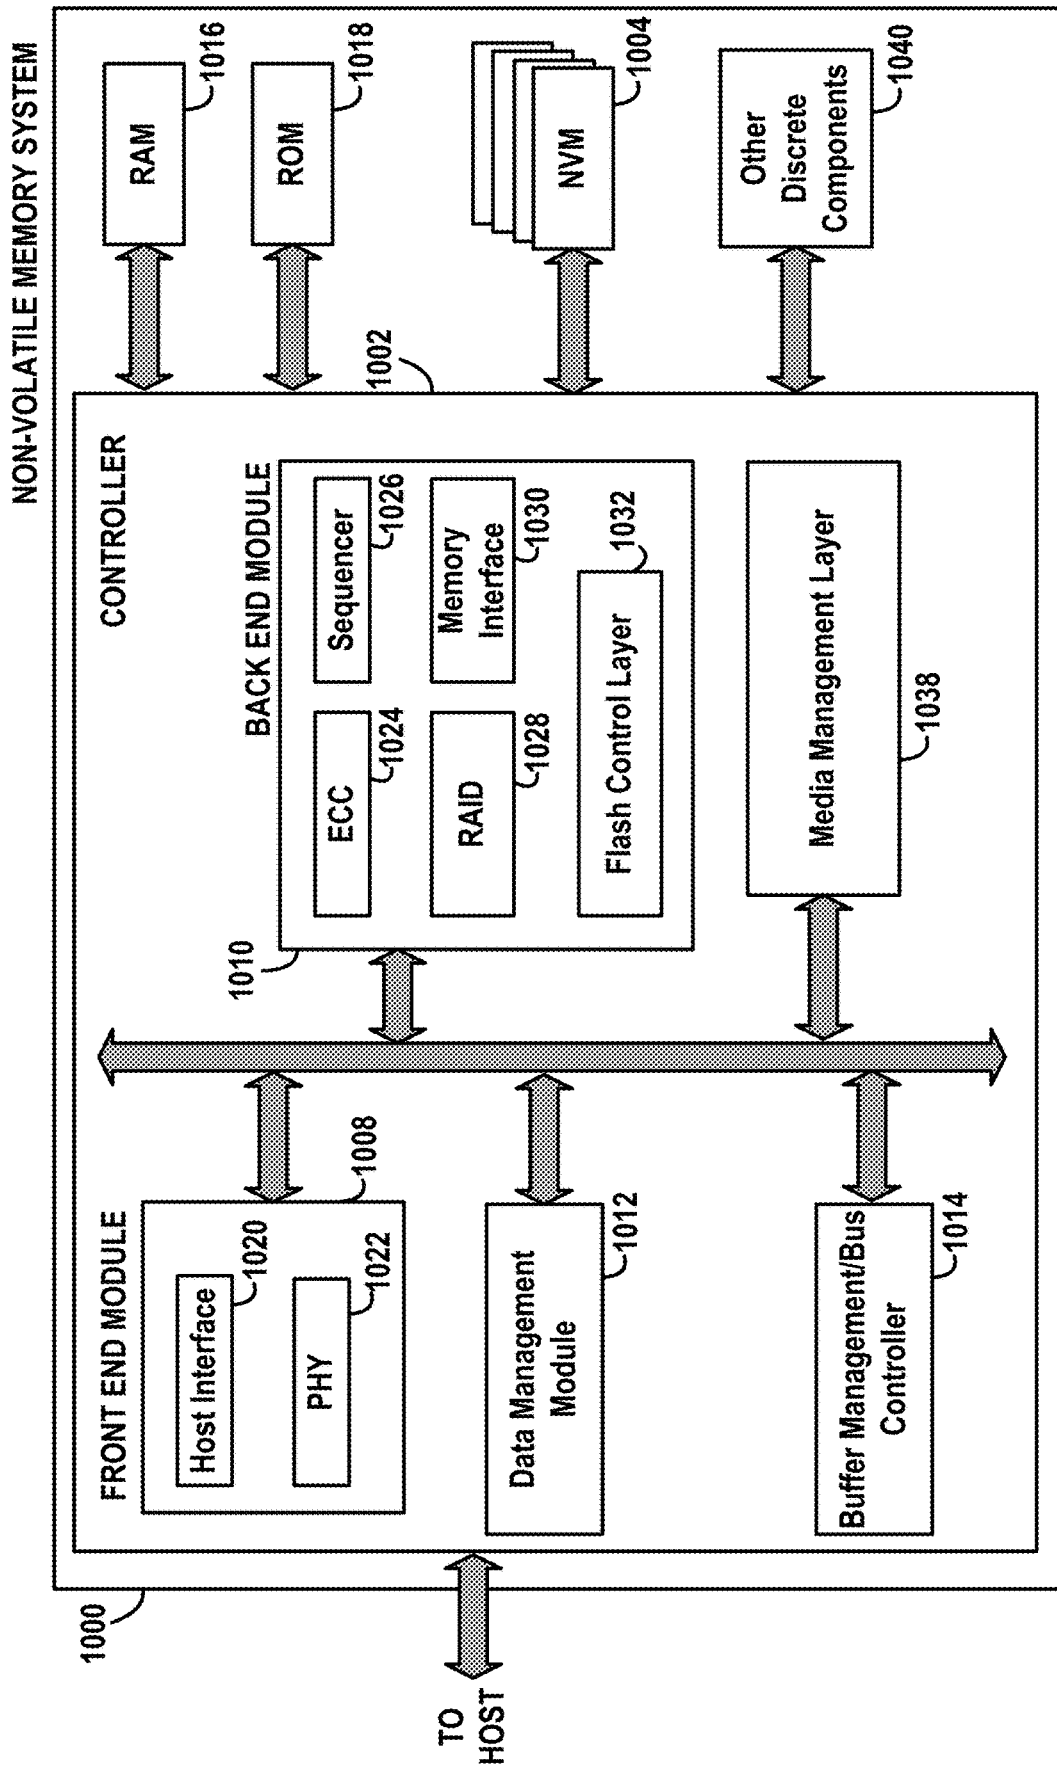 NON-VOLATILE MEMORY SYSTEM
1000
TO
HOST
CONTROLLER
1002
FRONT END MODULE
1008
Host Interface
1020
PHY
1022
Data Management
Module
1012
Buffer Management/Bus
Controller
1014
BACK END MODULE
1010
ECC
1024
Sequencer
1026
RAID
1028
Memory
Interface
1030
Flash Control Layer
1032
Media Management Layer
1038
RAM
1016
ROM
1018
NVM
1004
Other
Discrete
Components
1040